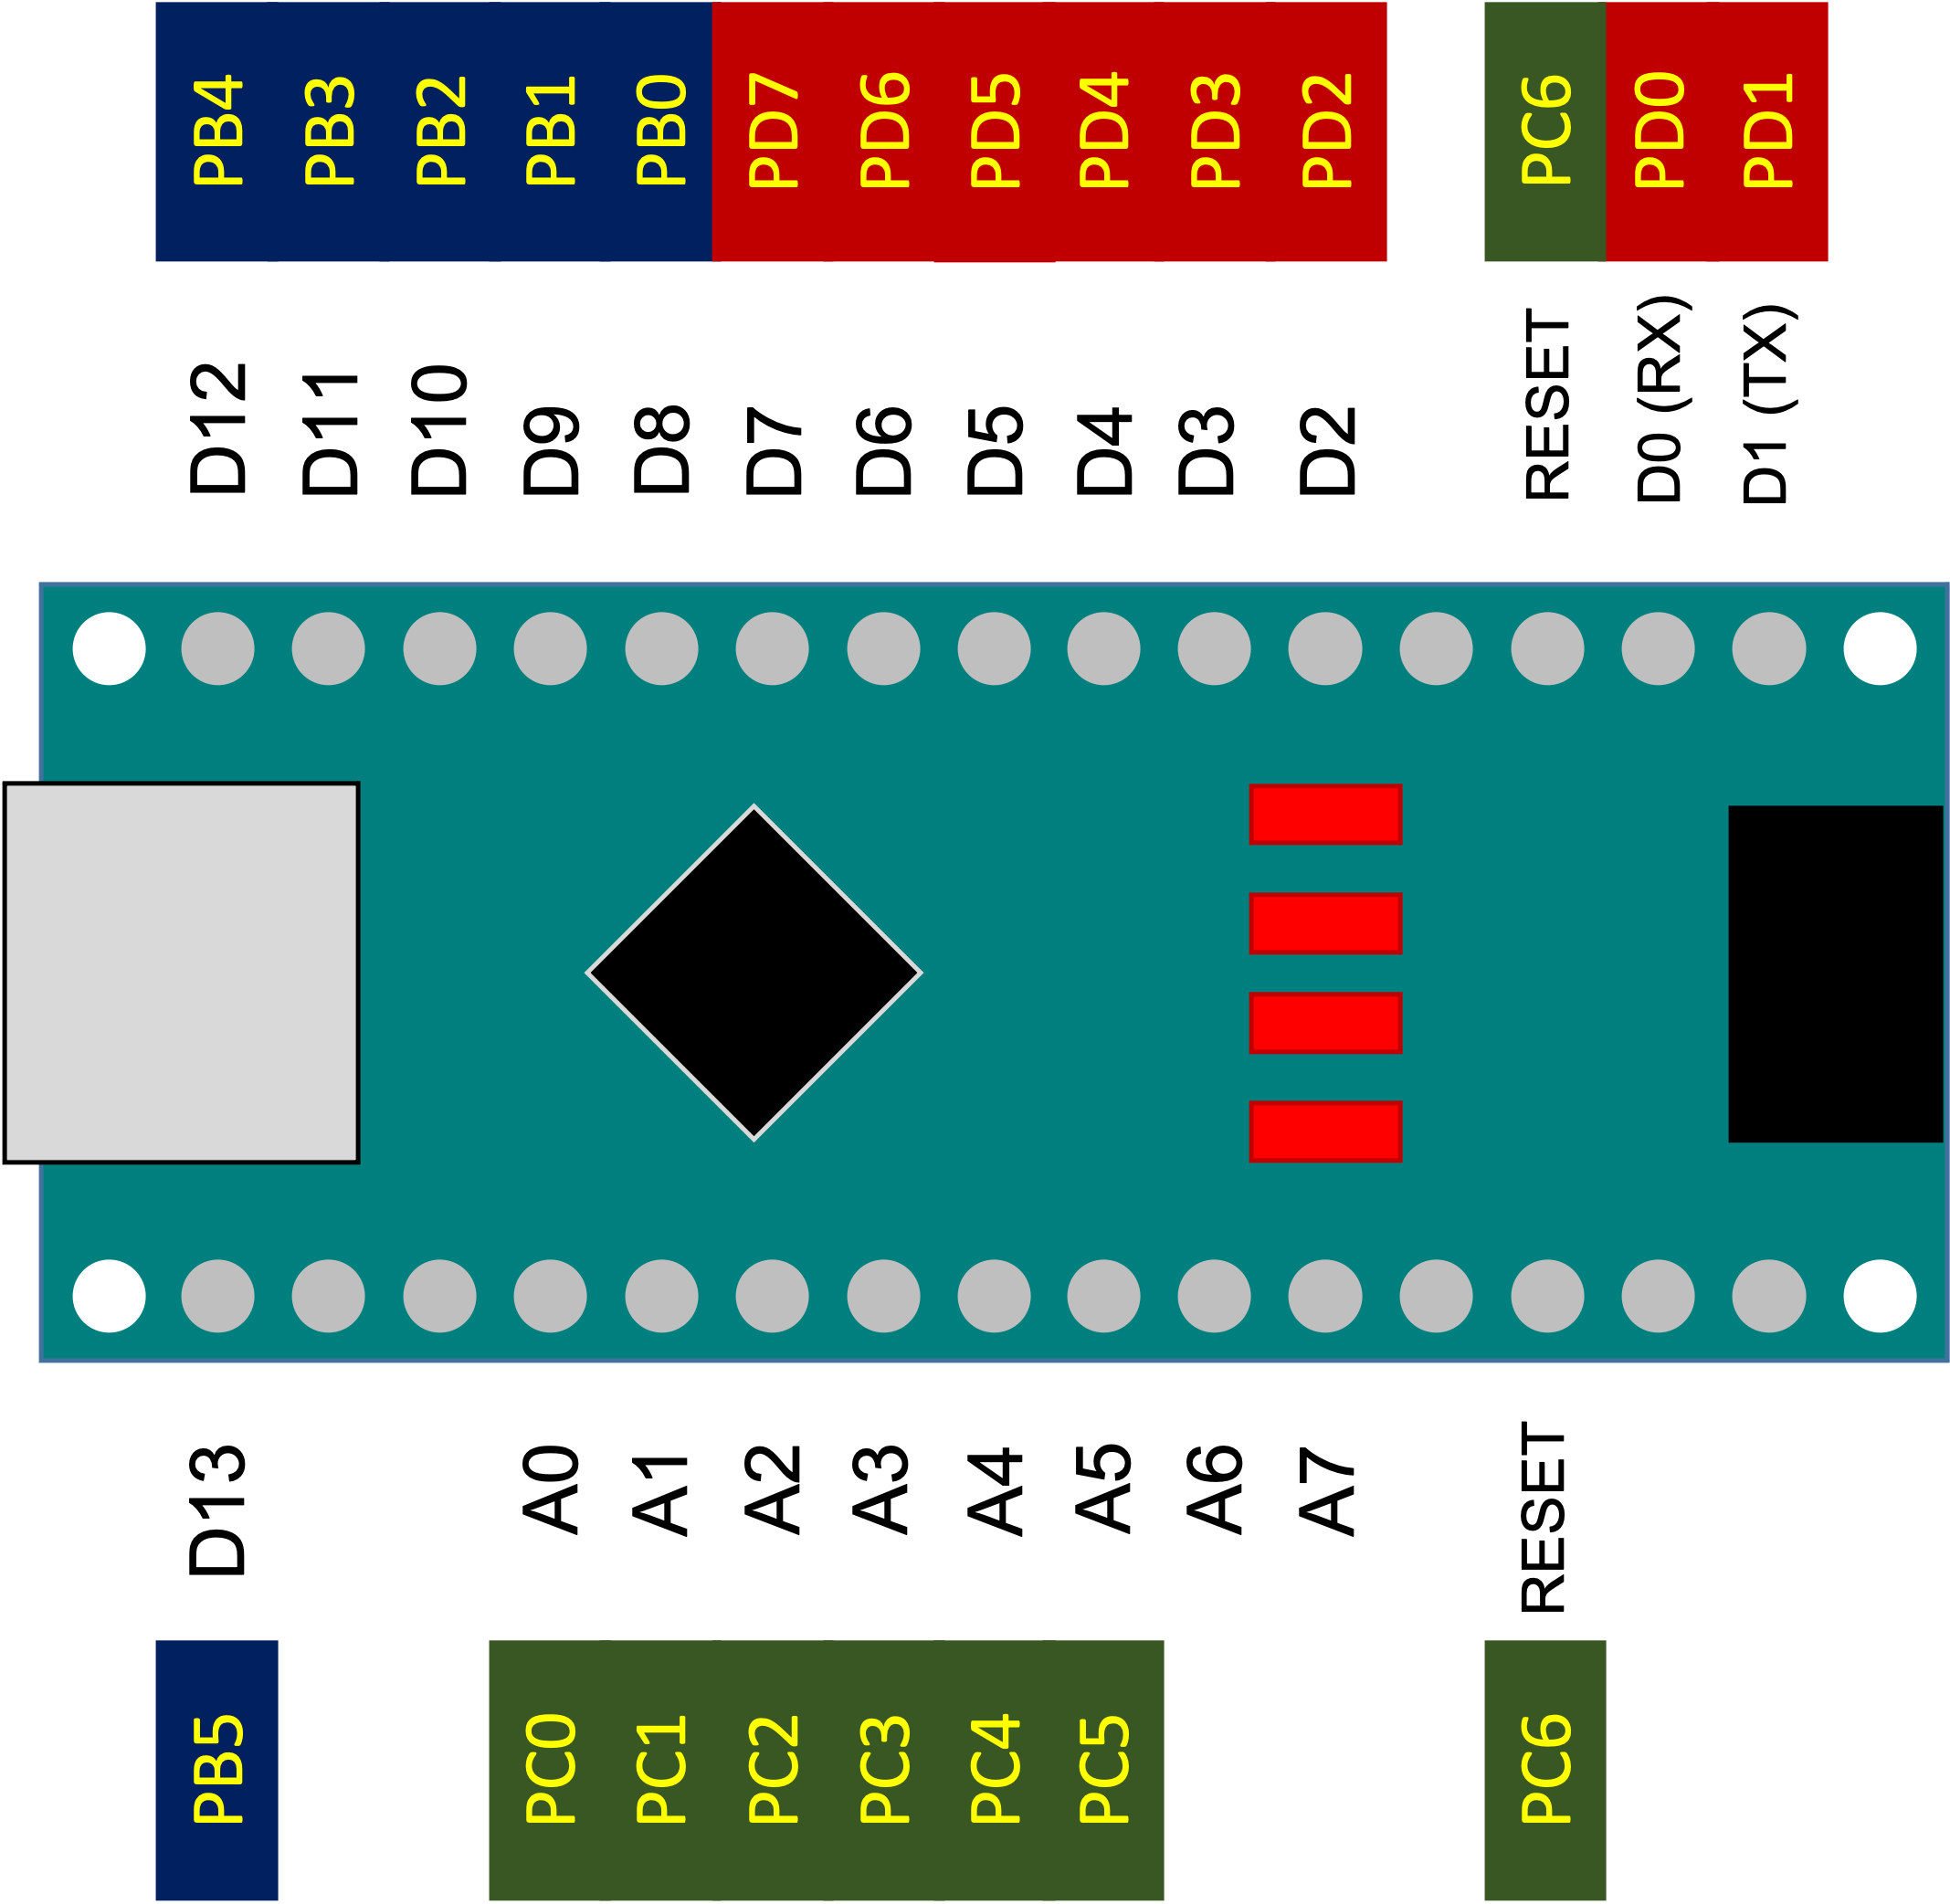 PB4 PB3 PB2 PB1 PB0 PD7 PD6 PD5 PD4 PD3 PD2 PC6 PD0 PD1
D12 D11 D10 D9 D8 D7 D6 D5 D4 D3 D2 RESET D0 (RX) D1 (TX)
D13 A0 A1 A2 A3 A4 A5 A6 A7 RESET
PB5 PC0 PC1 PC2 PC3 PC4 PC5 PC6